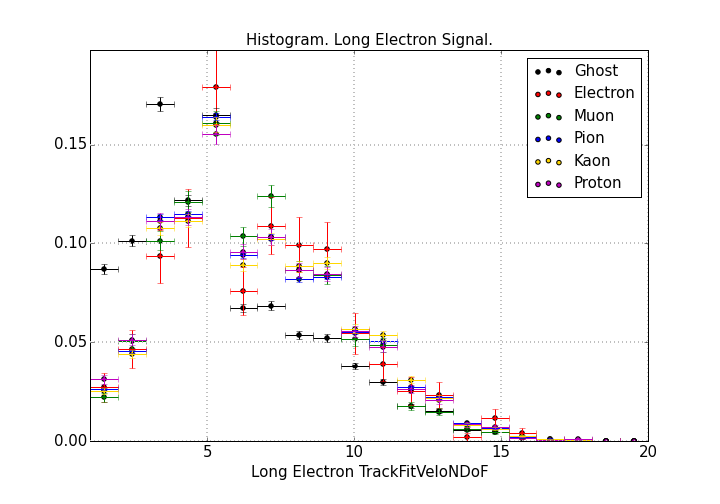 Histogram. Long Electron Signal.
Ghost
Electron
Muon
Pion
Kaon
Proton
0.15
0.10
0.05
0.00
5 10 15 20
Long Electron TrackFitVeloNDoF